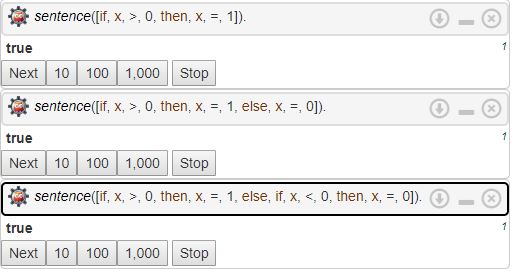 sentence([if, x, >, 0, then, x, =, 1]).
true 1
Next 10 100 1,000 Stop
sentence([if, x, >, 0, then, x, =, 1, else, x, =, 0]).
true 1
Next 10 100 1,000 Stop
sentence([if, x, >, 0, then, x, =, 1, else, if, x, <, 0, then, x, =, 0]).
true 1
Next 10 100 1,000 Stop